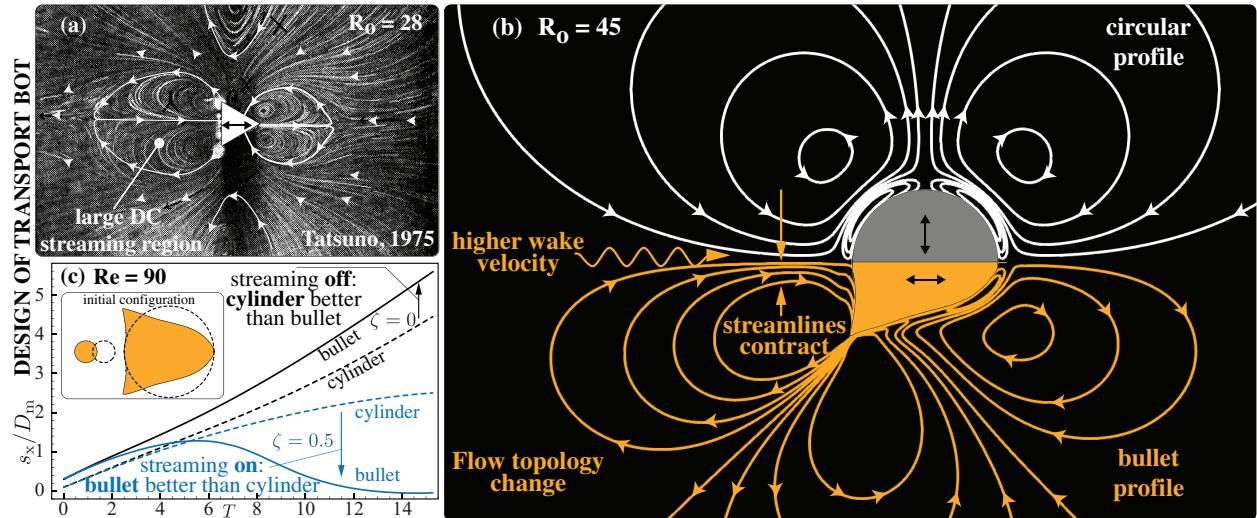 DESIGN OF TRANSPORT BOT
(a)
R₀ = 28
large DC
streaming region
Tatsuno, 1975
(b) R₀ = 45
circular
profile
higher wake
velocity
streamlines
contract
Flow topology
change
bullet
profile
(c) Re = 90
initial configuration
streaming off:
cylinder better
than bullet
ζ = 0
bullet
cylinder
cylinder
ζ = 0.5
streaming on:
bullet better than cylinder
bullet
sₓ/Dₘ
5
4
3
2
1
0
0 2 4 6 8 10 12 14
T